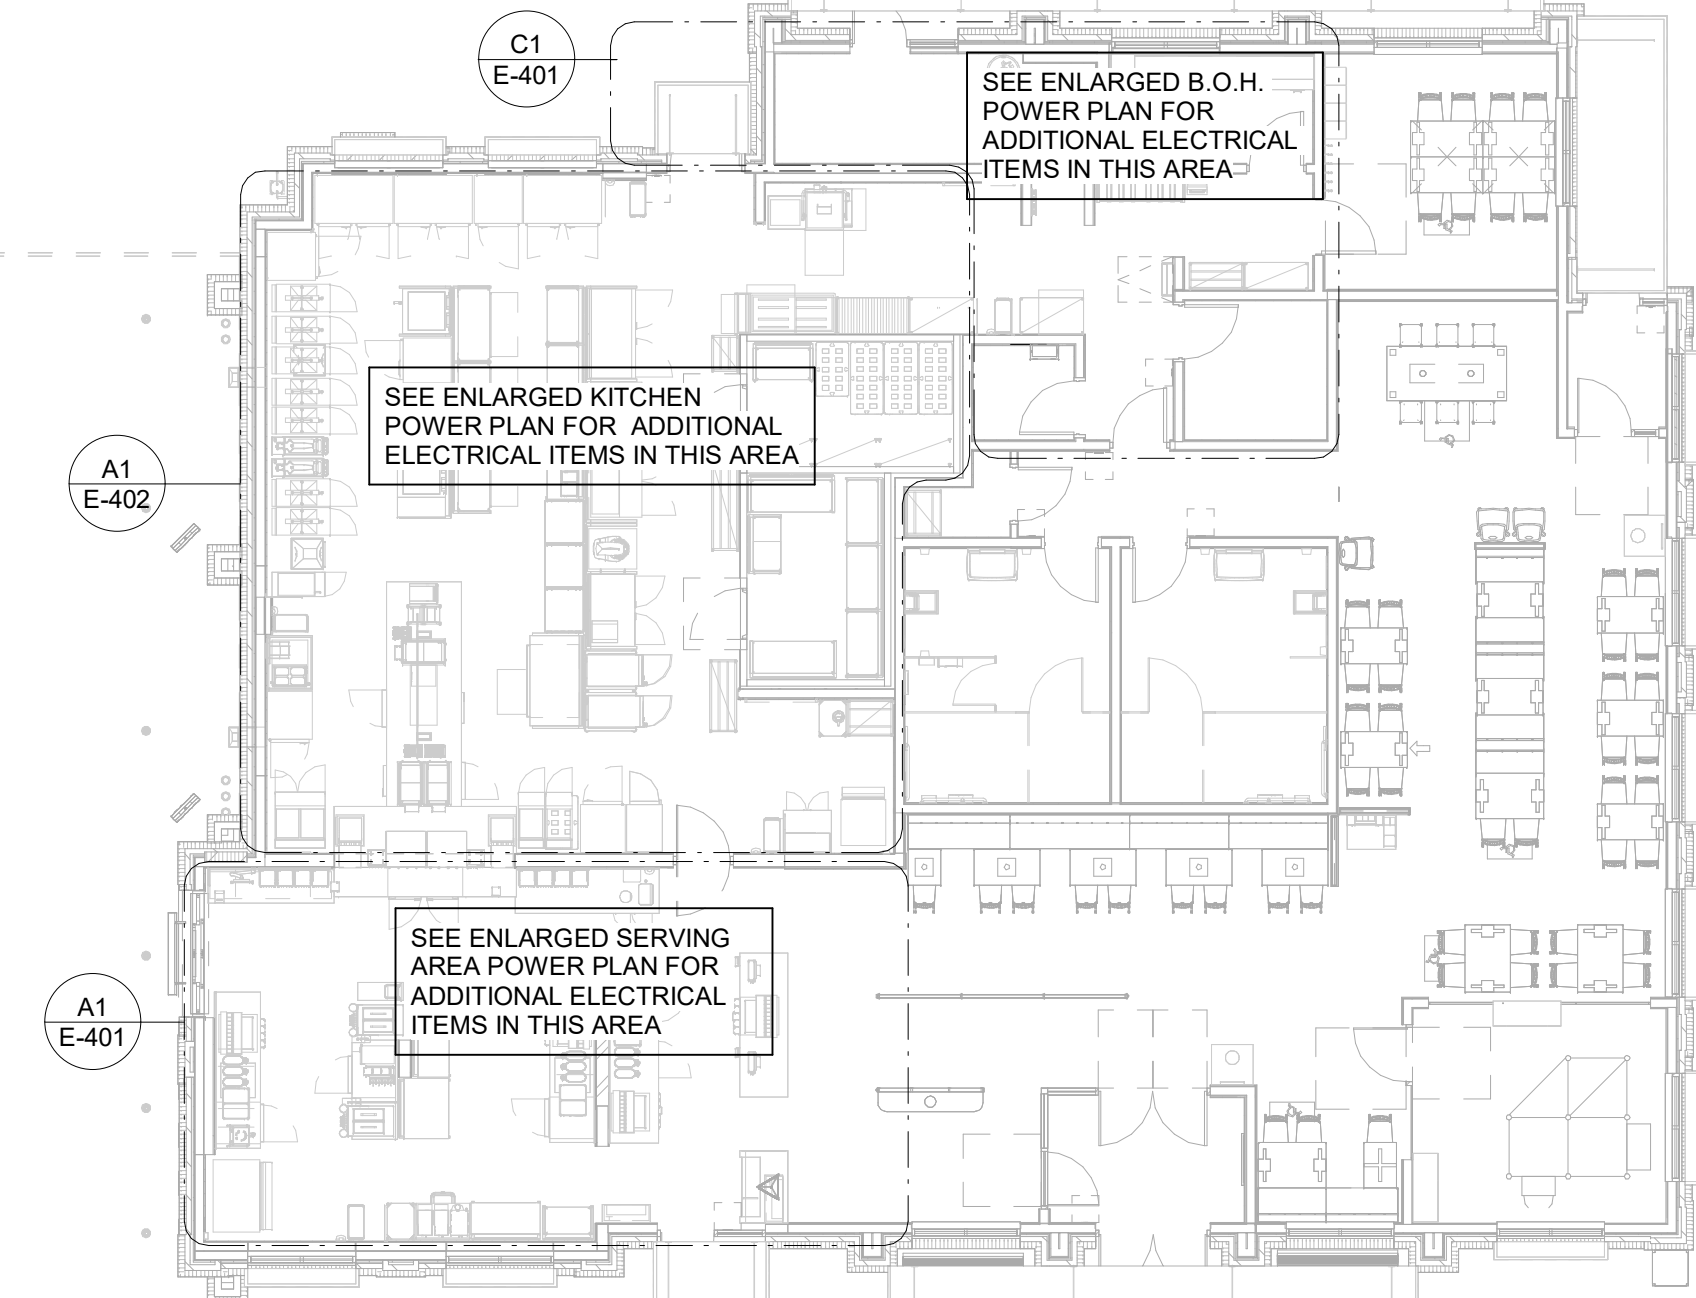 C1
E-401
SEE ENLARGED B.O.H.
POWER PLAN FOR
ADDITIONAL ELECTRICAL
ITEMS IN THIS AREA
SEE ENLARGED KITCHEN
POWER PLAN FOR  ADDITIONAL
ELECTRICAL ITEMS IN THIS AREA
A1
E-402
SEE ENLARGED SERVING
AREA POWER PLAN FOR
ADDITIONAL ELECTRICAL
ITEMS IN THIS AREA
A1
E-401